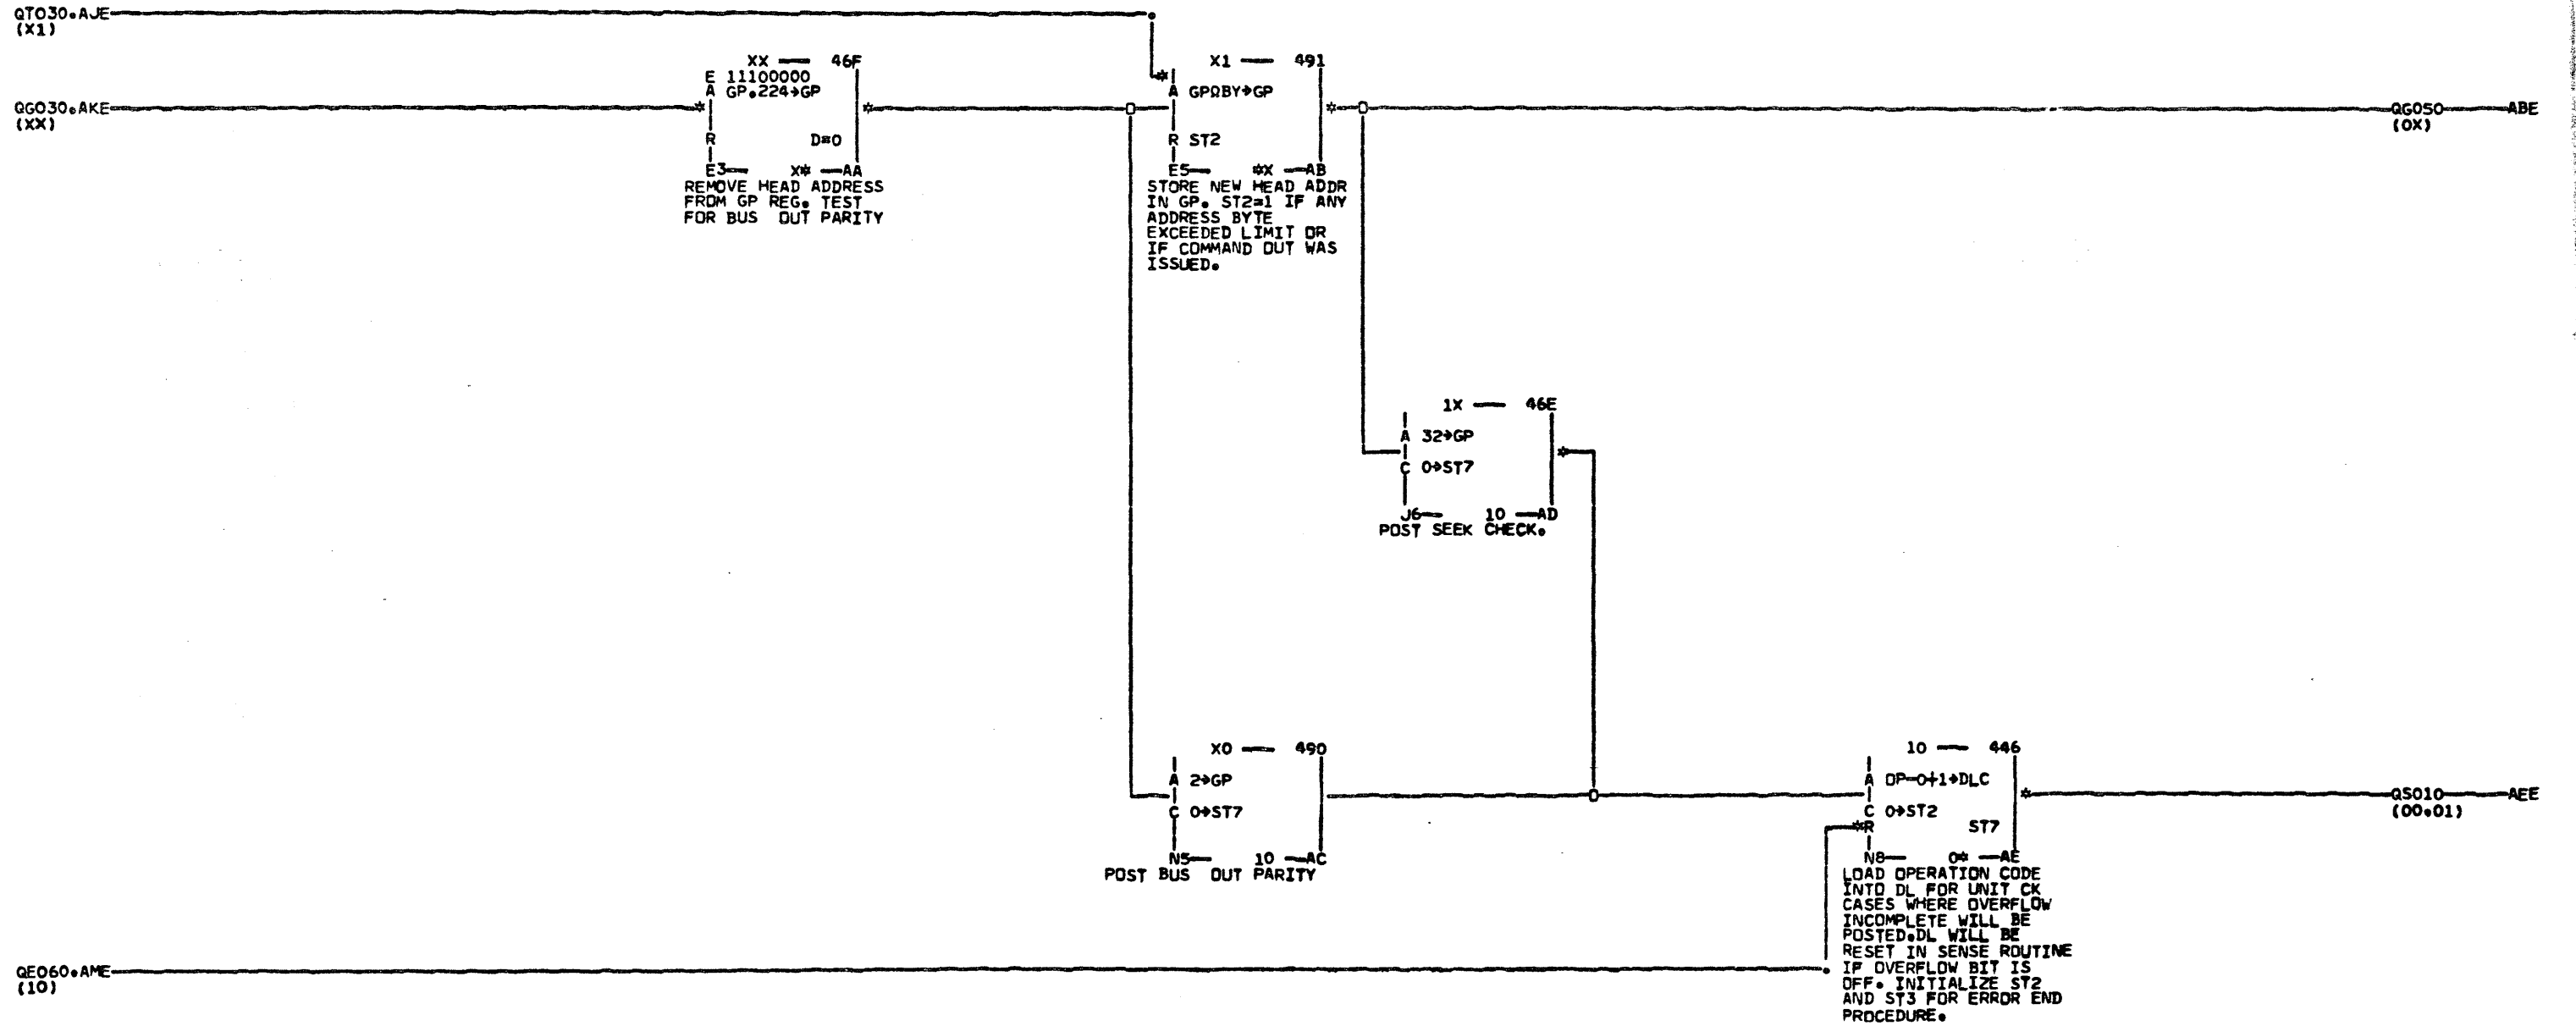 QT030.AJE
(X1)
XX — 46F
E 11100000
A GP.224→GP
R D=0
E3— X* —AA
REMOVE HEAD ADDRESS
FROM GP REG. TEST
FOR BUS OUT PARITY
QG030.AKE
(XX)
X1 — 491
A GPΩBY→GP
R ST2
E5— *X —AB
STORE NEW HEAD ADDR
IN GP. ST2=1 IF ANY
ADDRESS BYTE
EXCEEDED LIMIT OR
IF COMMAND OUT WAS
ISSUED.
QG050 ABE
(0X)
1X — 46E
A 32→GP
C 0→ST7
J6— 10 —AD
POST SEEK CHECK.
X0 — 490
A 2→GP
C 0→ST7
N5— 10 —AC
POST BUS OUT PARITY
10 — 446
A OP-0+1→DLC
C 0→ST2
*R ST7
N8— 0* —AE
LOAD OPERATION CODE
INTO DL FOR UNIT CK
CASES WHERE OVERFLOW
INCOMPLETE WILL BE
POSTED.DL WILL BE
RESET IN SENSE ROUTINE
IF OVERFLOW BIT IS
OFF. INITIALIZE ST2
AND ST3 FOR ERROR END
PROCEDURE.
QS010 AEE
(00.01)
QE060.AME
(10)